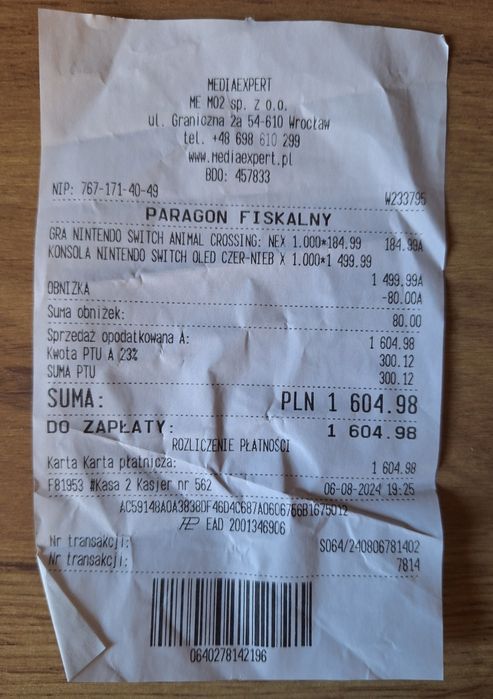 MEDIAEXPERT
ME M02 sp. z o.o.
ul. Graniczna 2a 54-610 Wrocław
tel. +48 698 610 299
www.mediaexpert.pl
BDO: 457833
NIP: 767-171-40-49 W233795
PARAGON FISKALNY
GRA NINTENDO SWITCH ANIMAL CROSSING: NEX 1.000*184.99 184.99A
KONSOLA NINTENDO SWITCH OLED CZER-NIEB X 1.000*1 499.99
1 499.99A
OBNIŻKA -80.00A
Suma obniżek: 80.00
Sprzedaż opodatkowana A: 1 604.98
Kwota PTU A 23% 300.12
SUMA PTU 300.12
SUMA: PLN 1 604.98
DO ZAPŁATY: 1 604.98
ROZLICZENIE PŁATNOŚCI
Karta Karta płatnicza: 1 604.98
F81953 #Kasa 2 Kasjer nr 562 06-08-2024 19:25
EAD 2001346906
Nr transakcji: S064/240806781402
Nr transakcji: 7814
0640278142196